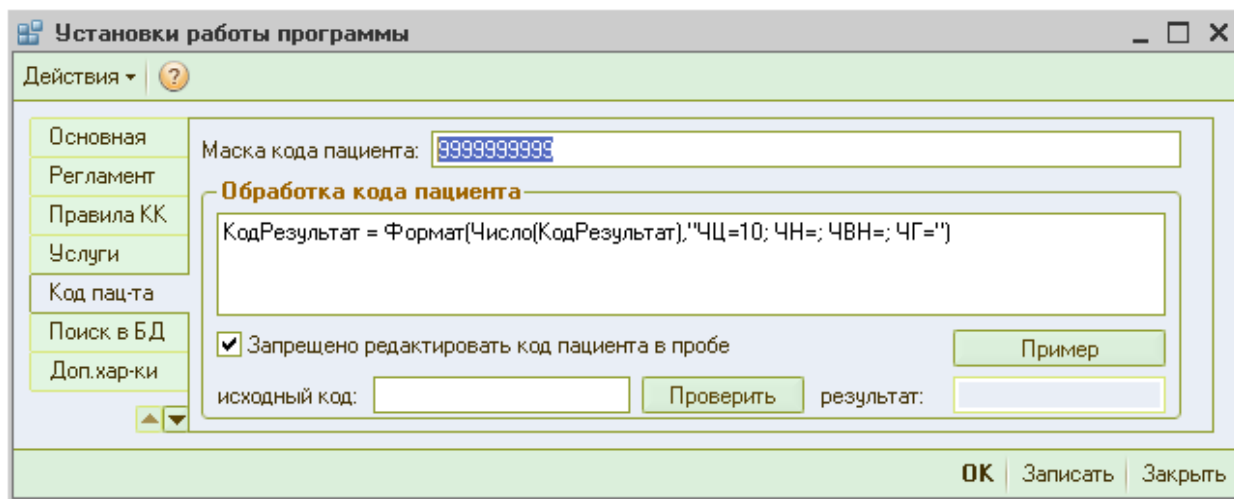 Установки работы программы
Действия
Основная
Регламент
Правила КК
Услуги
Код пац-та
Поиск в БД
Доп.хар-ки
Маска кода пациента: 9999999999
Обработка кода пациента
КодРезультат = Формат(Число(КодРезультат),"ЧЦ=10; ЧН=; ЧВН=; ЧГ=")
Запрещено редактировать код пациента в пробе
Пример
исходный код: Проверить результат:
OK Записать Закрыть